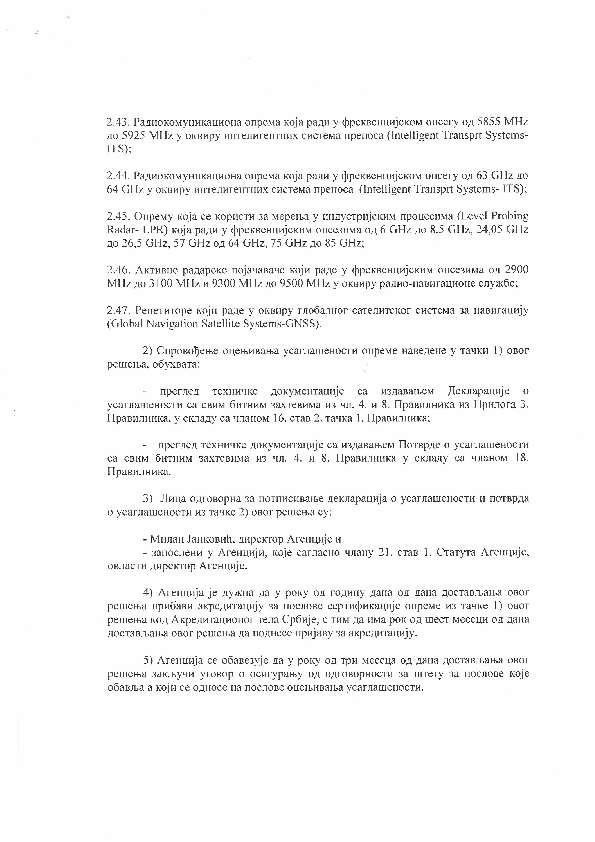 2.43. Радиокомуникациона опрема која ради у фреквенцијском опсегу од 5855 MHz
до 5925 MHz у оквиру интелигентних система преноса (Intelligent Transprt Systems-
ITS);
2.44. Радиокомуникациона опрема која ради у фреквенцијском опсегу од 63 GHz до
64 GHz у оквиру интелигентних система преноса (Intelligent Transprt Systems- ITS);
2.45. Опрему која се користи за мерења у индустријским процесима (Level Probing
Radar- LPR) која ради у фреквенцијским опсезима од 6 GHz до 8.5 GHz, 24,05 GHz
до 26,5 GHz, 57 GHz од 64 GHz, 75 GHz до 85 GHz;
2.46. Активно радарско појачаваче који раде у фреквенцијским опсезима од 2900
MHz до 3100 MHz и 9300 MHz до 9500 MHz у оквиру радио-навигационе службе;
2.47. Репетиторе који раде у оквиру глобалног сателитског система за навигацију
(Global Navigation Satellite Systems-GNSS).
2) Спровођење оцењивања усаглашености опреме наведене у тачки 1) овог
решења, обухвата:
- преглед техничке документације са издавањем Декларације о
усаглашености са свим битним захтевима из чл. 4. и 8. Правилника из Прилога 3.
Правилника, у складу са чланом 16. став 2. тачка 1. Правилника;
- преглед техничке документације са издавањем Потврде о усаглашености
са свим битним захтевима из чл. 4. и 8. Правилника у складу са чланом 18.
Правилника.
3) Лица одговорна за потписивање декларација о усаглашености и потврда
о усаглашености из тачке 2) овог решења су:
- Милан Јанковић, директор Агенције и
- запослени у Агенцији, које сагласно члану 21. став 1. Статута Агенције,
овласти директор Агенције.
4) Агенција је дужна да у року од годину дана од дана достављања овог
решења прибави акредитацију за послове сертификације опреме из тачке 1) овог
решења код Акредитационог тела Србије, с тим да има рок од шест месеци од дана
достављања овог решења да поднесе пријаву за акредитацију.
5) Агенција се обавезује да у року од три месеца од дана достављања овог
решења закључи уговор о осигурању од одговорности за штету за послове које
обавља а који се односе на послове оцењивања усаглашености.